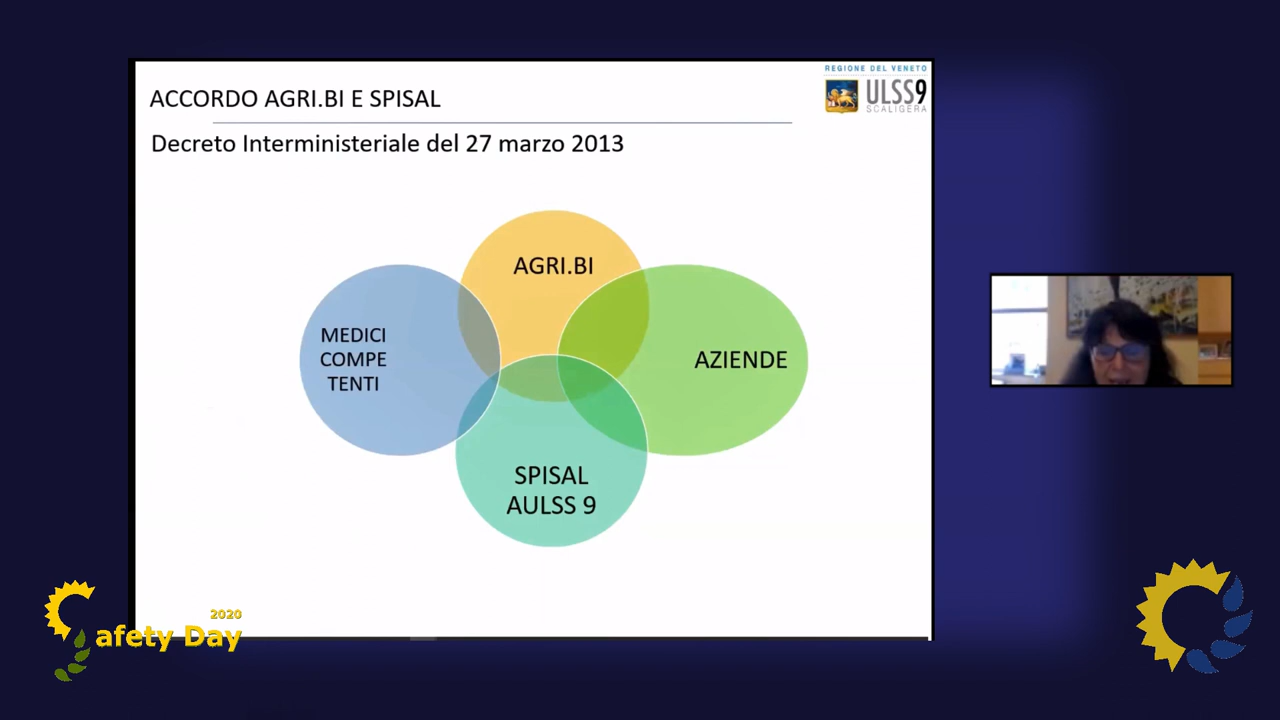 REGIONE DEL VENETO
ULSS9
SCALIGERA
ACCORDO AGRI.BI E SPISAL
Decreto Interministeriale del 27 marzo 2013
AGRI.BI
MEDICI
COMPE
TENTI
AZIENDE
SPISAL
AULSS 9
2020
Safety Day